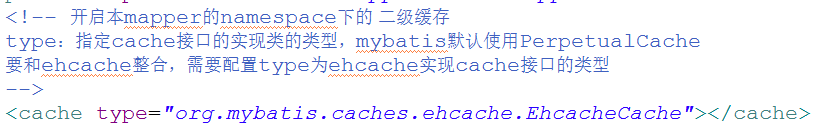 <!-- 开启本mapper的namespace下的二级缓存
type：指定cache接口的实现类的类型，mybatis默认使用PerpetualCache
要和ehcache整合，需要配置type为ehcache实现cache接口的类型
-->
<cache type="org.mybatis.caches.ehcache.EhcacheCache"></cache>